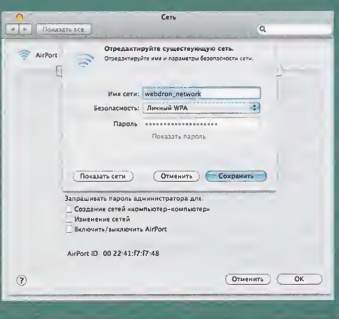 Сеть
Показать все
AirPort
Отредактируйте существующую сеть.
Отредактируйте имя и параметры безопасности сети.
Имя сети: webdron_network
Безопасность: Личный WPA
Пароль ••••••••••••••••••••
Показать пароль
Показать сети
Отменить
Сохранить
Запрашивать пароль администратора для:
Создание сетей «компьютер-компьютер»
Изменение сетей
Включить/выключить AirPort
AirPort ID 00 22:41:f7:f7:48
?
Отменить
OK